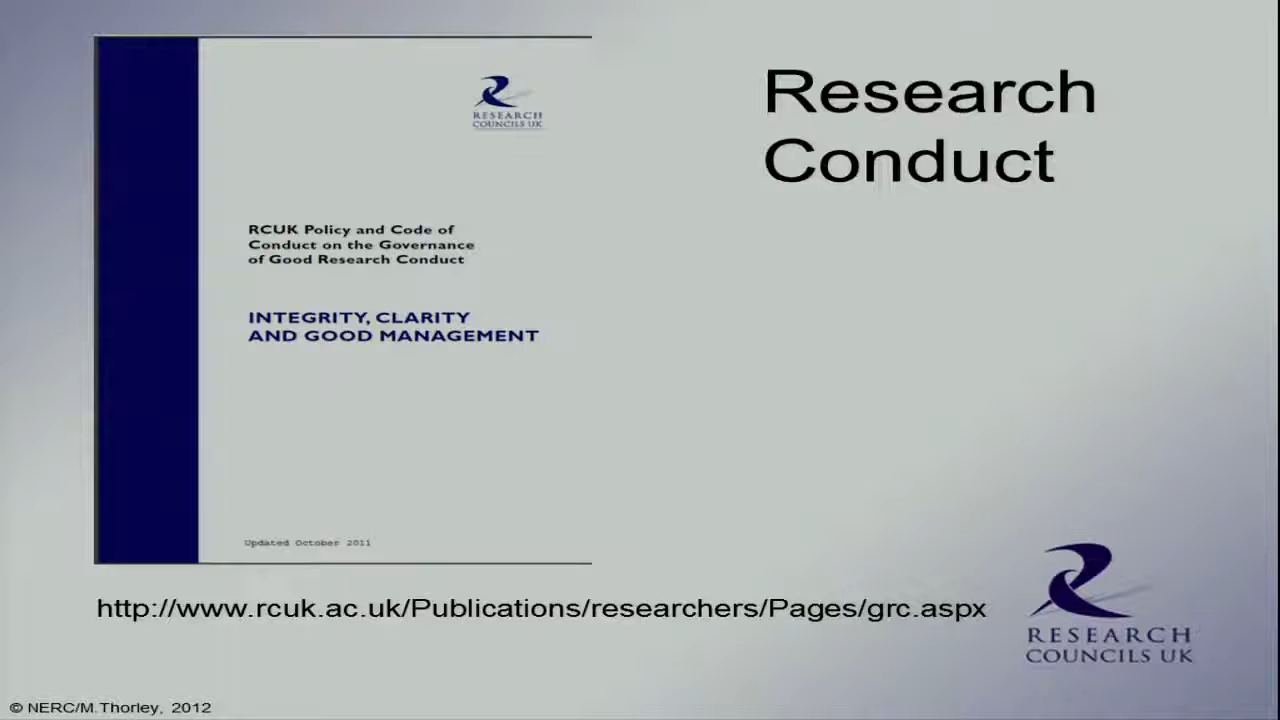 Research
Conduct
RESEARCH
COUNCILS UK
RCUK Policy and Code of
Conduct on the Governance
of Good Research Conduct
INTEGRITY, CLARITY
AND GOOD MANAGEMENT
Updated October 2011
http://www.rcuk.ac.uk/Publications/researchers/Pages/grc.aspx
RESEARCH
COUNCILS UK
© NERC/M.Thorley, 2012